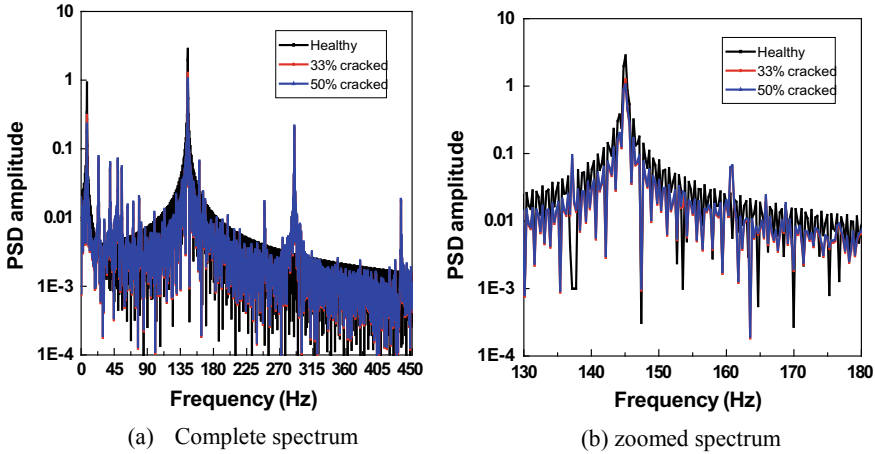 10
1
0.1
0.01
1E-3
1E-4
PSD amplitude
Healthy
33% cracked
50% cracked
0 45 90 135 180 225 270 315 360 405 450
Frequency (Hz)
(a) Complete spectrum
10
1
0.1
0.01
1E-3
1E-4
PSD amplitude
Healthy
33% cracked
50% cracked
130 140 150 160 170 180
Frequency (Hz)
(b) zoomed spectrum